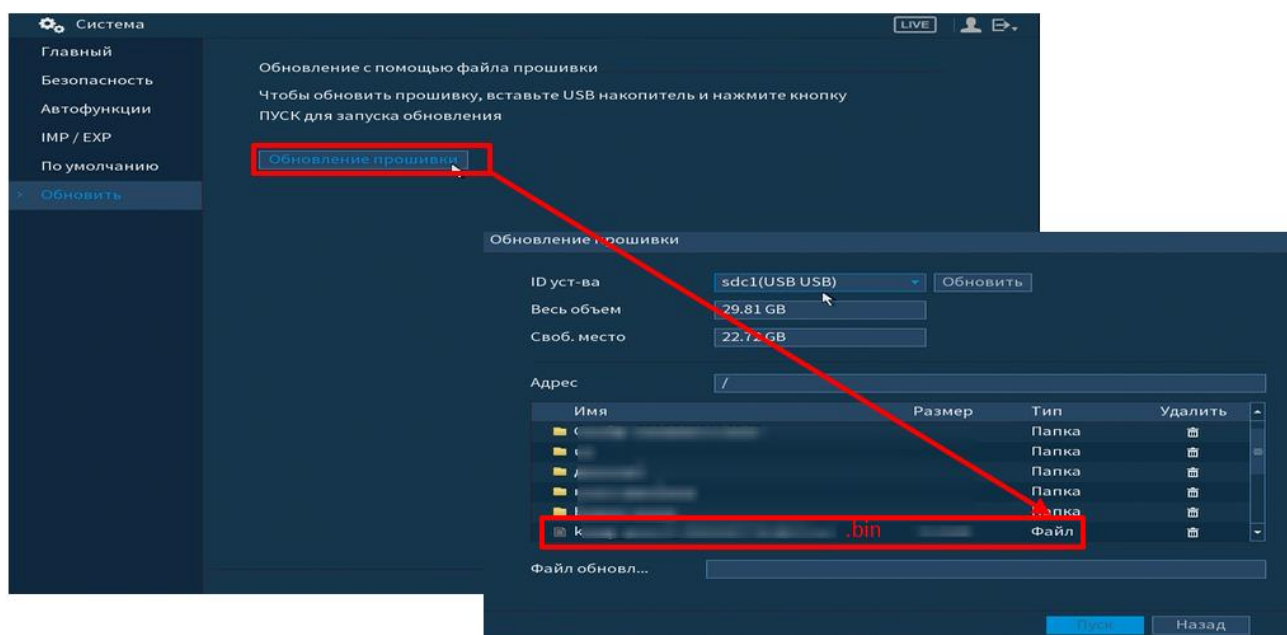 Система
LIVE
Главный
Безопасность
Автофункции
IMP / EXP
По умолчанию
Обновить
Обновление с помощью файла прошивки
Чтобы обновить прошивку, вставьте USB накопитель и нажмите кнопку
ПУСК для запуска обновления
Обновление прошивки
Обновление прошивки
ID уст-ва sdc1(USB USB) Обновить
Весь объем 29.81 GB
Своб. место 22.72 GB
Адрес /
Имя Размер Тип Удалить
Папка
Папка
Папка
Папка
Папка
k .bin Файл
Файл обновл...
Пуск Назад